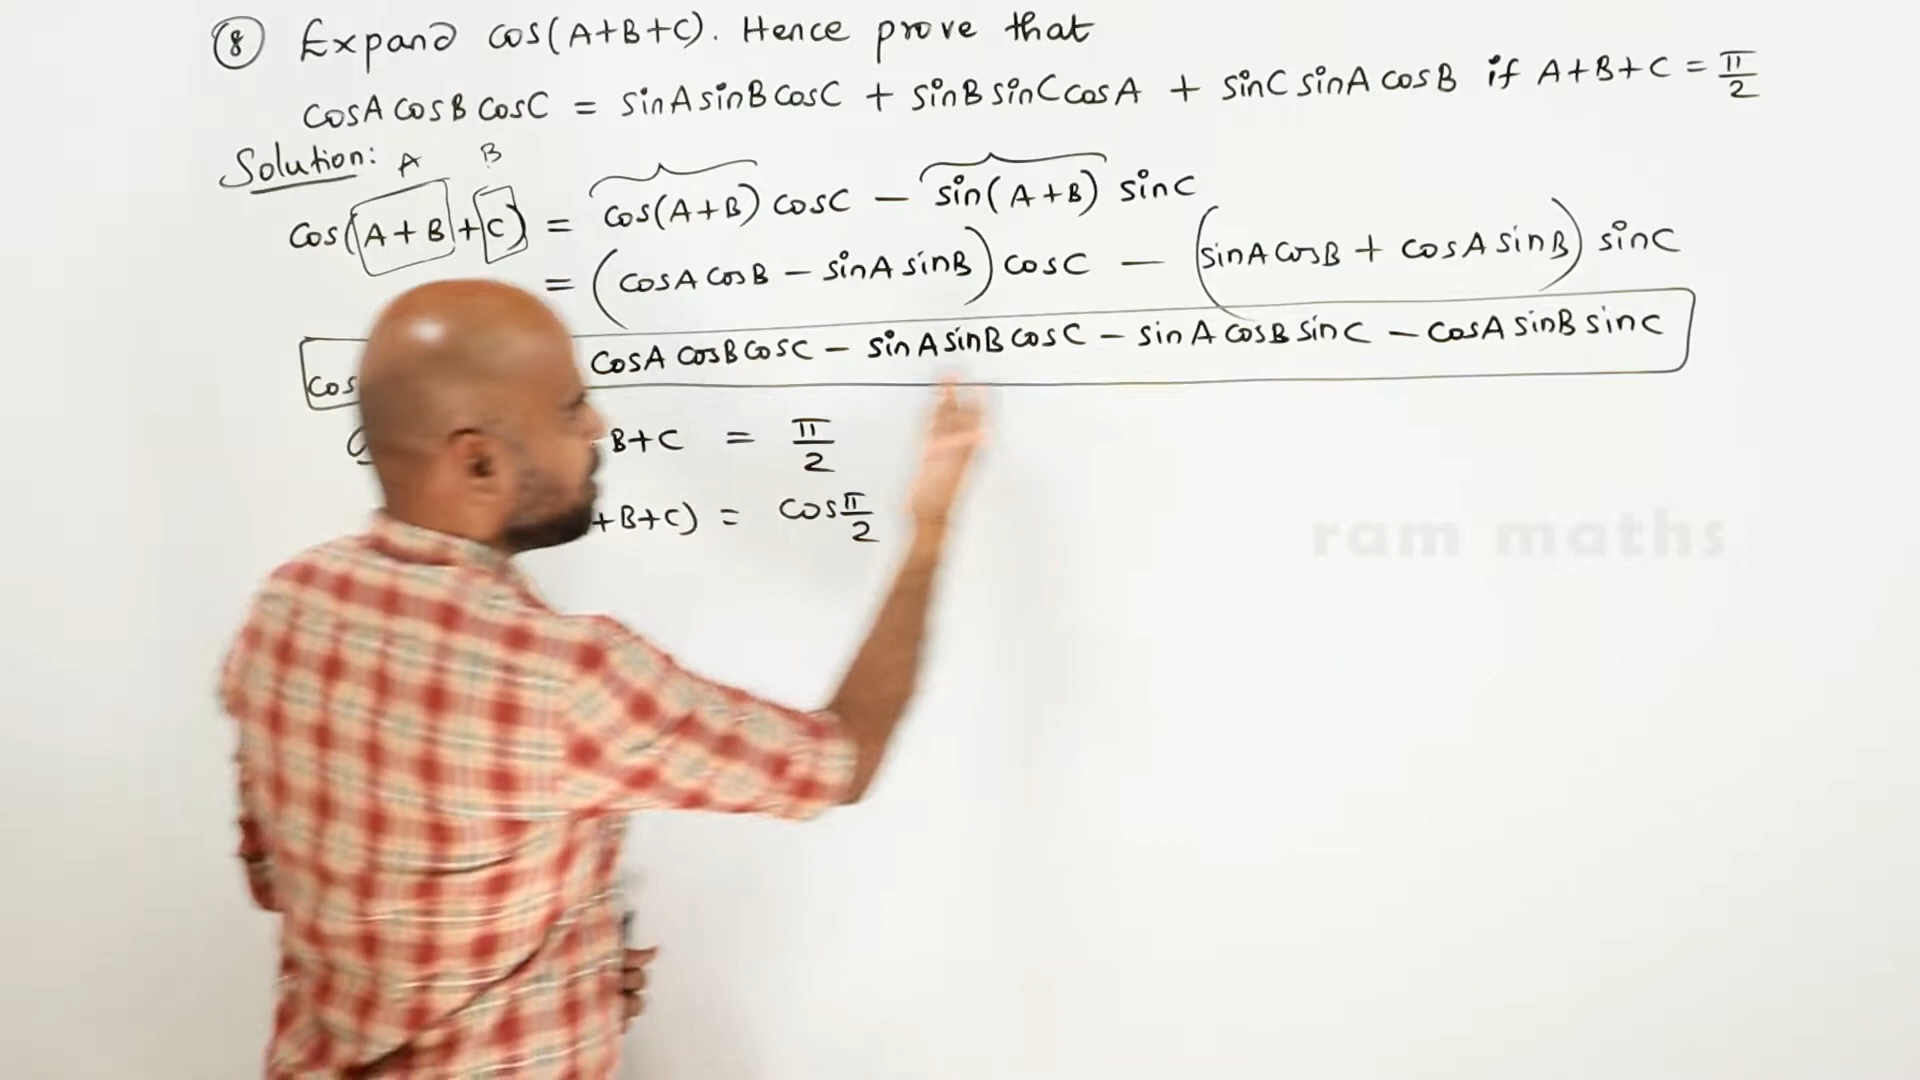 ⑧ Expand cos(A+B+C). Hence prove that
cosA cosB cosC = sinA sinB cosC + sinB sinC cosA + sinC sinA cosB if A+B+C = π/2
Solution: A B
cos(A+B+C) = cos(A+B) cosC − sin(A+B) sinC
= (cosA cosB − sinA sinB) cosC − (sinA cosB + cosA sinB) sinC
cos cosA cosB cosC − sinA sinB cosC − sinA cosB sinC − cosA sinB sinC
B+C = π/2
+B+C) = cos π/2
ram maths